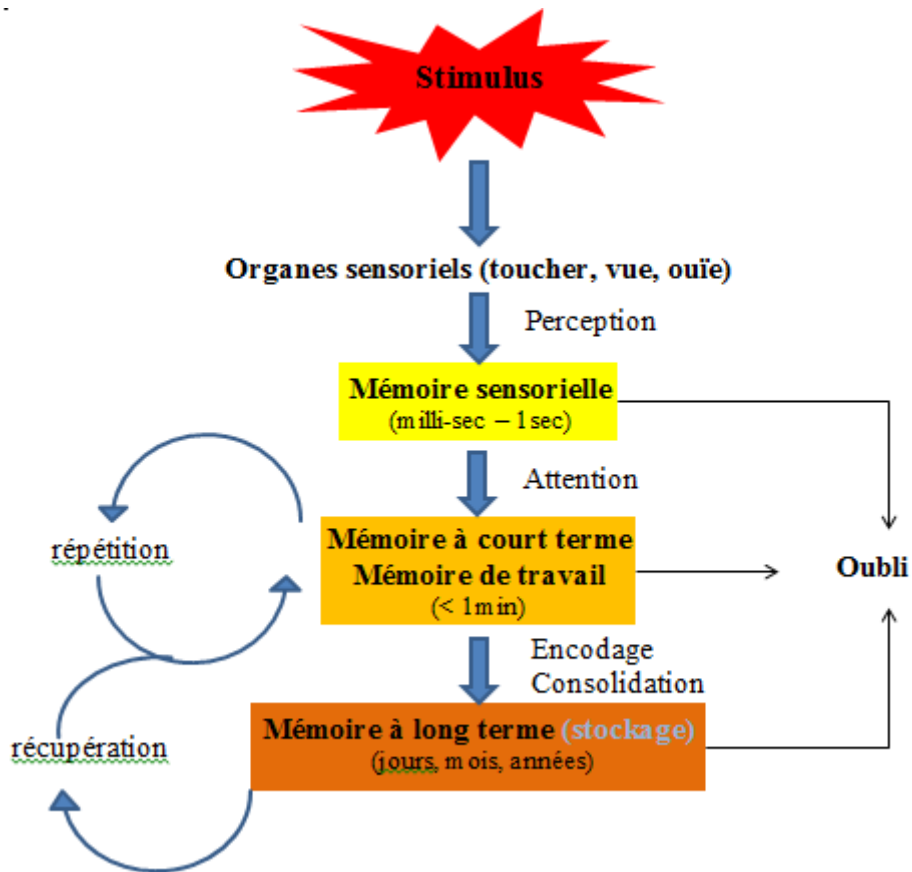 Stimulus
Organes sensoriels (toucher, vue, ouïe)
Perception
Mémoire sensorielle
(milli-sec – 1sec)
Attention
répétition
Mémoire à court terme
Mémoire de travail
(< 1min)
Oubli
Encodage
Consolidation
récupération
Mémoire à long terme (stockage)
(jours, mois, années)